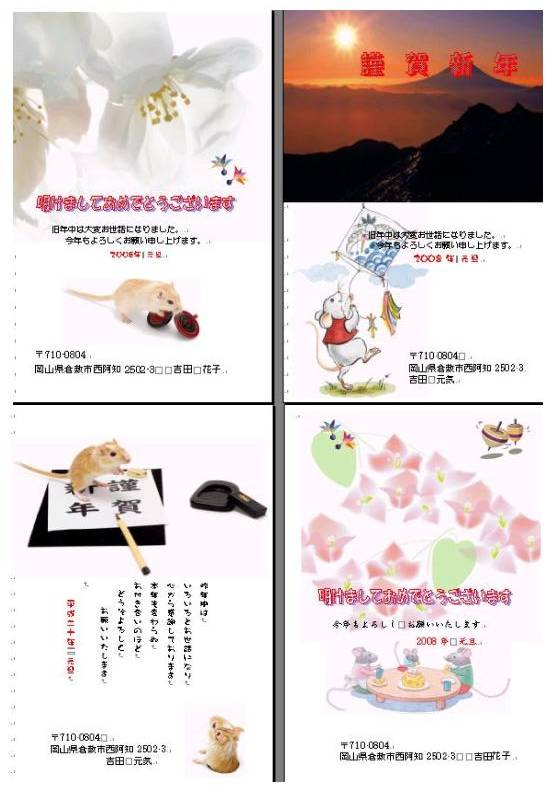 明けましておめでとうございます
旧年中は大変お世話になりました。
今年もよろしくお願い申し上げます。
2008年1元旦
〒710-0804
岡山県倉敷市西阿知 2502-3□□吉田□花子
謹賀新年
旧年中は大変お世話になりました。
今年もよろしくお願い申し上げます。
2008 年1元旦
〒710-0804□
岡山県倉敷市西阿知 2502-3
吉田□元気
謹賀
新年
昨年中は
いろいろとお世話になり
心から感謝しております
本年も変わらぬ
お付き合いのほど
どうぞよろしく
お願いいたします
平成二十年□元旦
〒710-0804□
岡山県倉敷市西阿知 2502-3
吉田□元気
明けましておめでとうございます
今年もよろしく□お願いいたします
2008 年□元旦
〒710-0804□
岡山県倉敷市西阿知 2502-3□□吉田花子